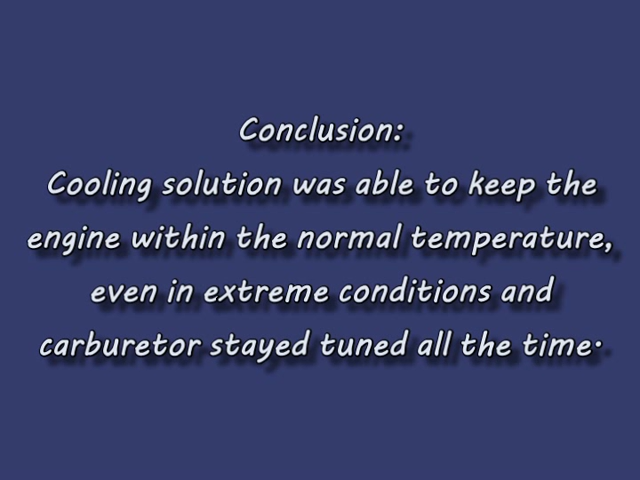 Conclusion:
Cooling solution was able to keep the
engine within the normal temperature,
even in extreme conditions and
carburetor stayed tuned all the time.